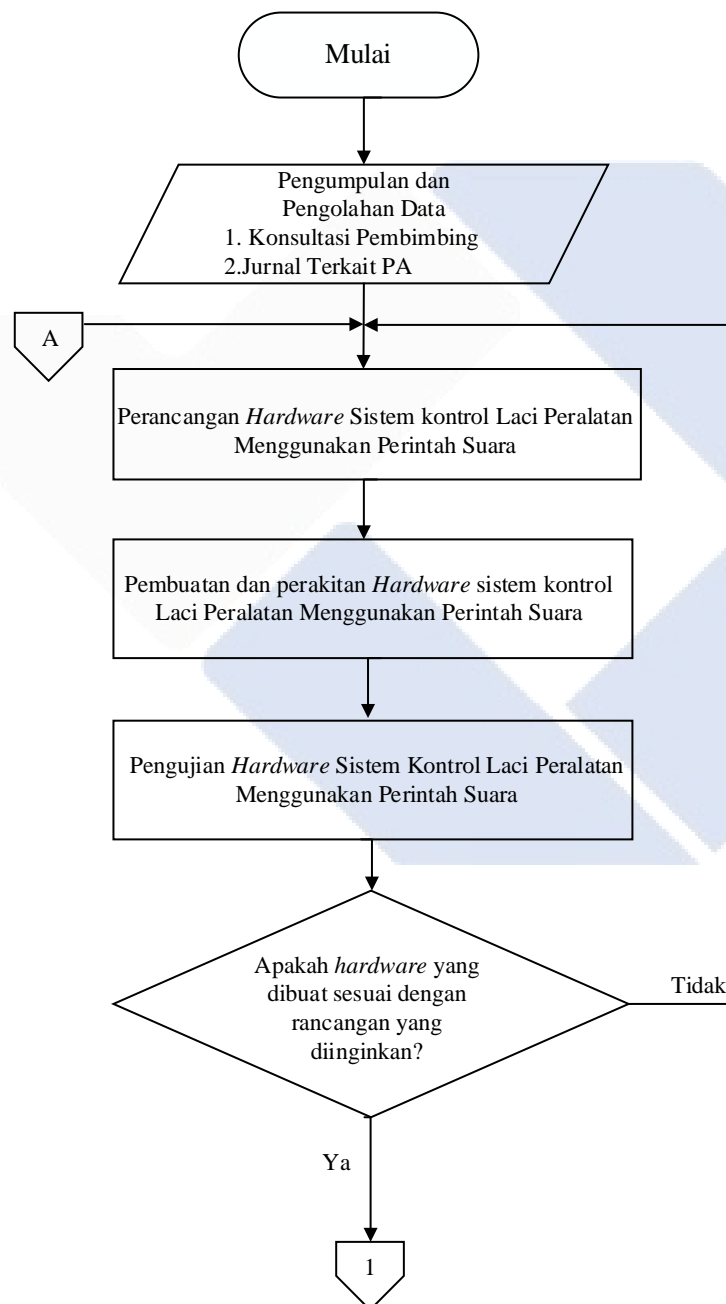 Mulai
Pengumpulan dan
Pengolahan Data
1. Konsultasi Pembimbing
2.Jurnal Terkait PA
A
Perancangan Hardware Sistem kontrol Laci Peralatan
Menggunakan Perintah Suara
Pembuatan dan perakitan Hardware sistem kontrol
Laci Peralatan Menggunakan Perintah Suara
Pengujian Hardware Sistem Kontrol Laci Peralatan
Menggunakan Perintah Suara
Apakah hardware yang
dibuat sesuai dengan
rancangan yang
diinginkan?
Tidak
Ya
1